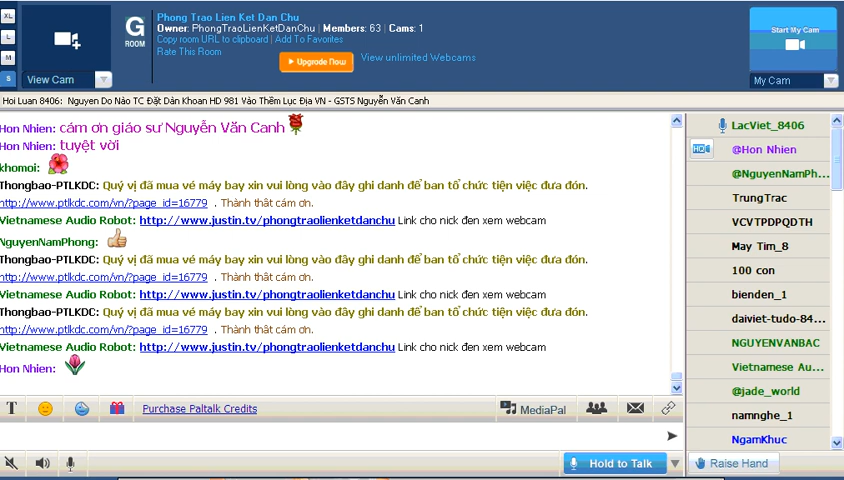 XL
L
M
S
View Cam
G
ROOM
Phong Trao Lien Ket Dan Chu
Owner: PhongTraoLienKetDanChu | Members: 63 | Cams: 1
Copy room URL to clipboard | Add To Favorites
Rate This Room
Upgrade Now
View unlimited Webcams
Start My Cam
My Cam
Hoi Luan 8406: Nguyen Do Nào TC Đặt Dàn Khoan HD 981 Vào Thềm Lục Địa VN - GSTS Nguyễn Văn Canh
Hon Nhien: cám ơn giáo sư Nguyễn Văn Canh
Hon Nhien: tuyệt vời
khomoi:
Thongbao-PTLKDC: Quý vị đã mua vé máy bay xin vui lòng vào đây ghi danh để ban tổ chức tiện việc đưa đón.
http://www.ptlkdc.com/vn/?page_id=16779 . Thành thât cám ơn.
Vietnamese Audio Robot: http://www.justin.tv/phongtraolienketdanchu Link cho nick đen xem webcam
NguyenNamPhong:
Thongbao-PTLKDC: Quý vị đã mua vé máy bay xin vui lòng vào đây ghi danh để ban tổ chức tiện việc đưa đón.
http://www.ptlkdc.com/vn/?page_id=16779 . Thành thât cám ơn.
Vietnamese Audio Robot: http://www.justin.tv/phongtraolienketdanchu Link cho nick đen xem webcam
Thongbao-PTLKDC: Quý vị đã mua vé máy bay xin vui lòng vào đây ghi danh để ban tổ chức tiện việc đưa đón.
http://www.ptlkdc.com/vn/?page_id=16779 . Thành thât cám ơn.
Vietnamese Audio Robot: http://www.justin.tv/phongtraolienketdanchu Link cho nick đen xem webcam
Hon Nhien:
LacViet_8406
HD @Hon Nhien
@NguyenNamPh...
TrungTrac
VCVTPDPQDTH
May Tim_8
100 con
bienden_1
daiviet-tudo-84...
NGUYENVANBAC
Vietnamese Au...
@jade_world
namnghe_1
NgamKhuc
T
Purchase Paltalk Credits
MediaPal
Hold to Talk
Raise Hand